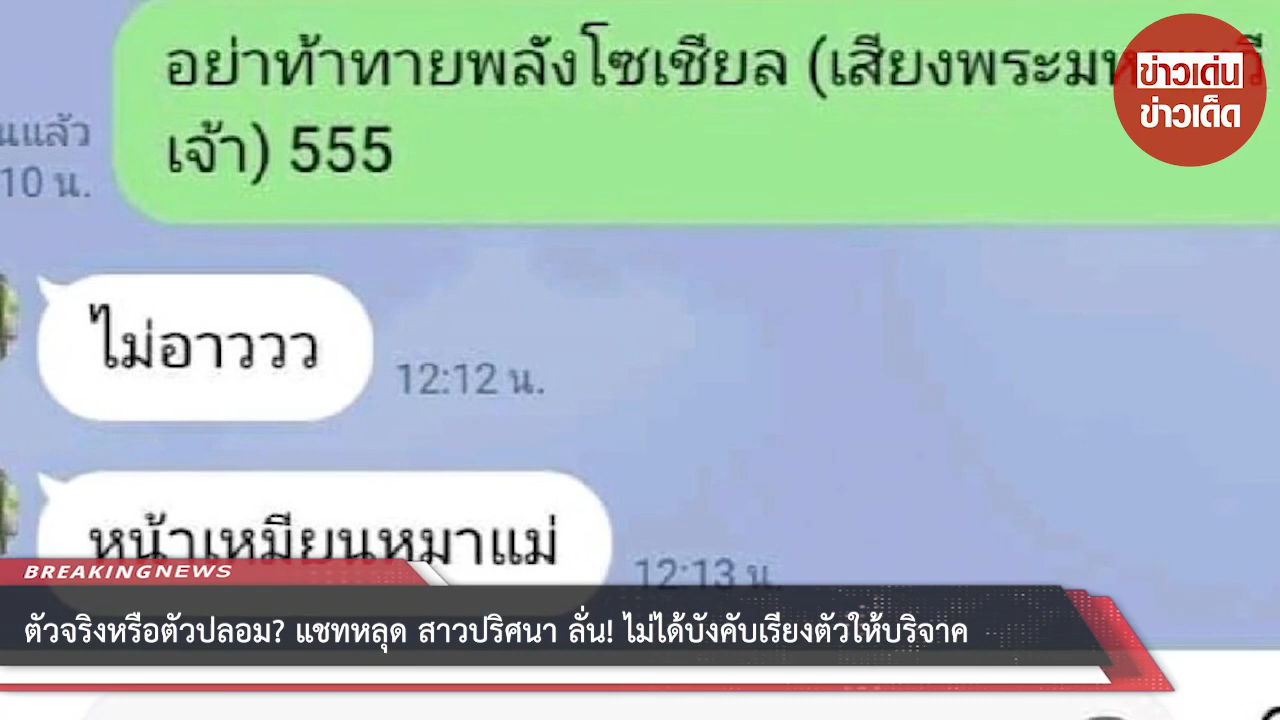 อย่าท้าทายพลังโซเชียล (เสียงพระม
เจ้า) 555
ข่าวเด่น
ข่าวเด็ด
นแล้ว
10 น.
ไม่อาววว
12:12 น.
หน้าเหมียนหมาแม่
12:13 น.
BREAKING NEWS
ตัวจริงหรือตัวปลอม? แชทหลุด สาวปริศนา ลั่น! ไม่ได้บังคับเรียงตัวให้บริจาค